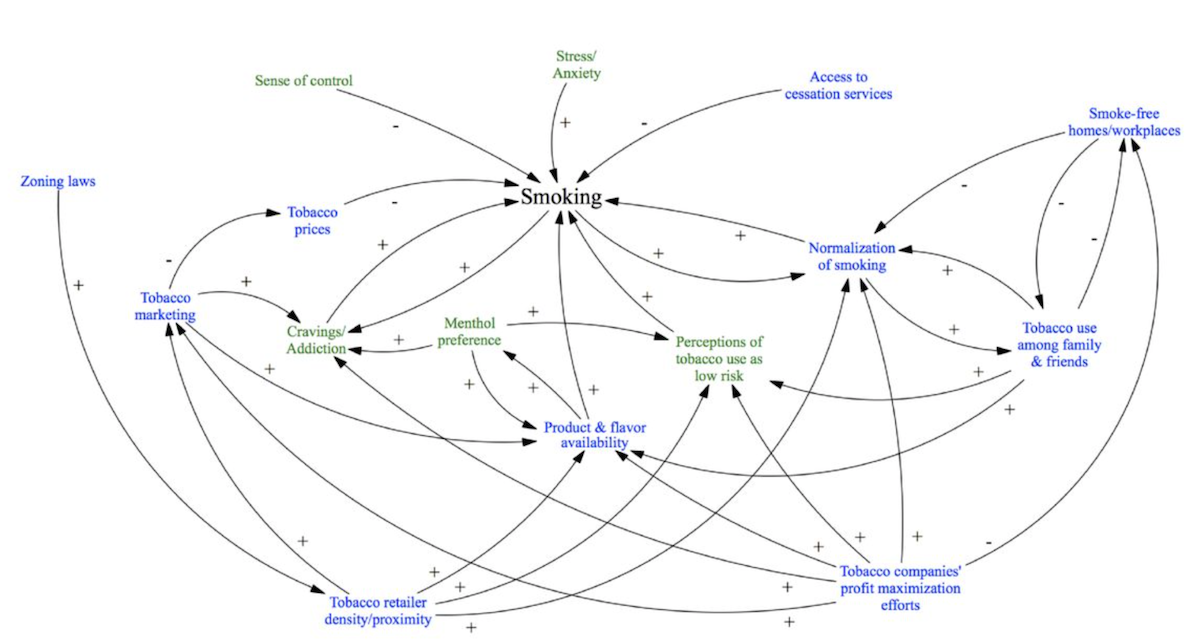 Stress/
Anxiety
Sense of control
Access to
cessation services
Smoke-free
homes/workplaces
+
-
-
Zoning laws
Smoking
-
-
-
Tobacco
prices
+
+
+
Normalization
of smoking
-
+
+
-
+
+
Tobacco
marketing
+
Menthol
preference
Cravings/
Addiction
+
+
Perceptions of
tobacco use as
low risk
+
Tobacco use
among family
& friends
+
+
+
+
+
+
Product & flavor
availability
+
+
+
+
+
-
+
+
Tobacco companies'
profit maximization
efforts
+
Tobacco retailer
density/proximity
+
+